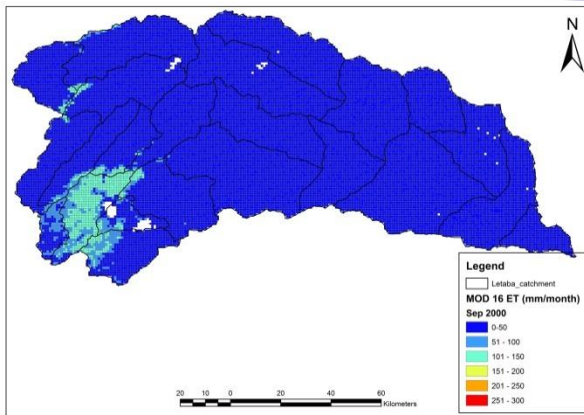 N
Legend
Letaba_catchment
MOD 16 ET (mm/month)
Sep 2000
0-50
51 - 100
101 - 150
151 - 200
201 - 250
251 - 300
20 10 0 20 40 60
Kilometers